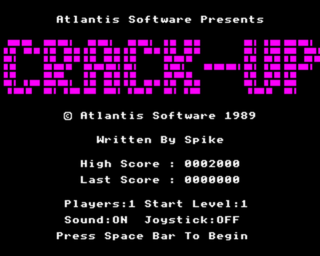 Atlantis Software Presents
CRACK-UP
© Atlantis Software 1989
Written By Spike
High Score : 0002000
Last Score : 0000000
Players:1 Start Level:1
Sound:ON Joystick:OFF
Press Space Bar To Begin